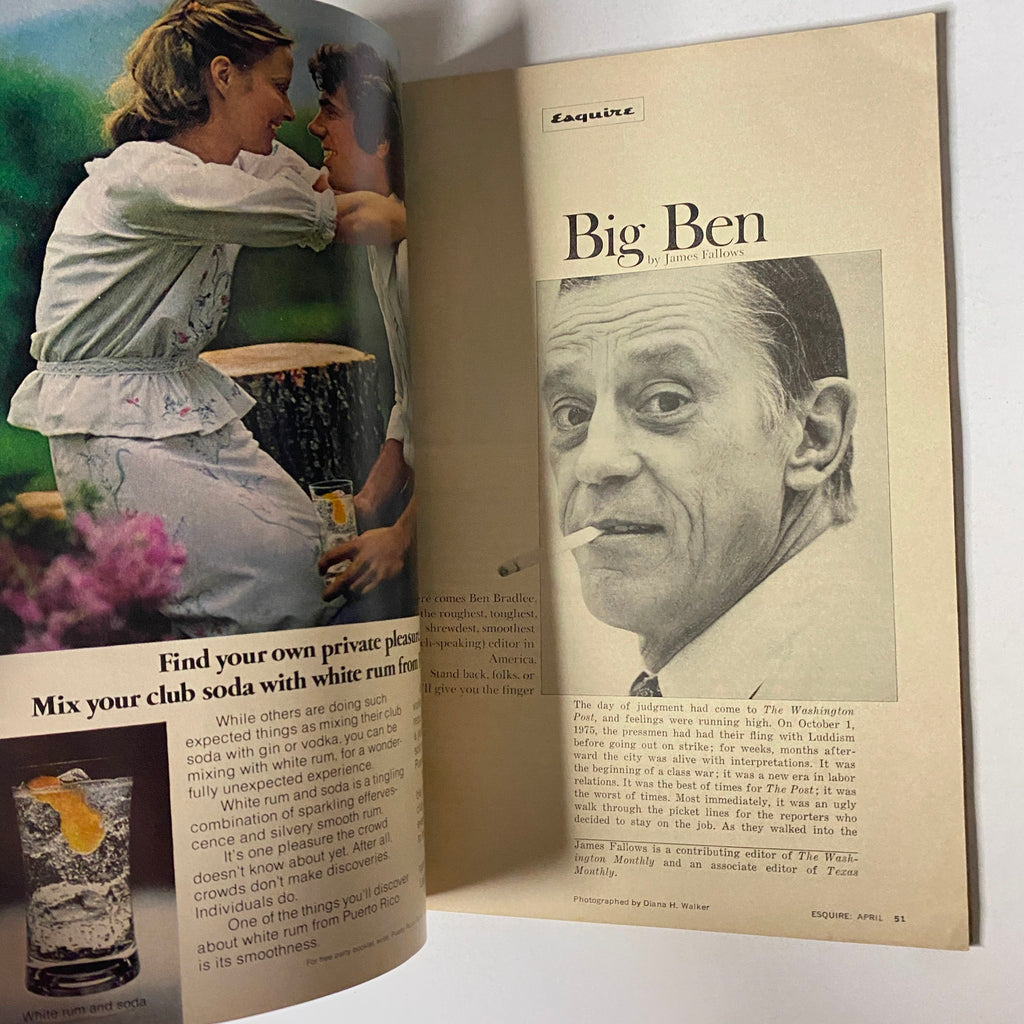 Find your own private pleasur
Mix your club soda with white rum from
While others are doing such
expected things as mixing their club
soda with gin or vodka, you can be
mixing with white rum, for a wonder-
fully unexpected experience.
White rum and soda is a tingling
combination of sparkling efferves-
cence and silvery smooth rum.
It's one pleasure the crowd
doesn't know about yet. After all,
crowds don't make discoveries.
Individuals do.
One of the things you'll discover
about white rum from Puerto Rico
is its smoothness.
For free party booklet, write: Puerto
White rum and soda
Esquire
Big Ben
by James Fallows
comes Ben Bradlee,
the roughest, toughest,
shrewdest, smoothest
speaking) editor in
America.
Stand back, folks, or
'll give you the finger
The day of judgment had come to The Washington
Post, and feelings were running high. On October 1,
1975, the pressmen had had their fling with Luddism
before going out on strike; for weeks, months after-
ward the city was alive with interpretations. It was
the beginning of a class war; it was a new era in labor
relations. It was the best of times for The Post; it was
the worst of times. Most immediately, it was an ugly
walk through the picket lines for the reporters who
decided to stay on the job. As they walked into the
James Fallows is a contributing editor of The Wash-
ington Monthly and an associate editor of Texas
Monthly.
Photographed by Diana H. Walker
ESQUIRE: APRIL 51